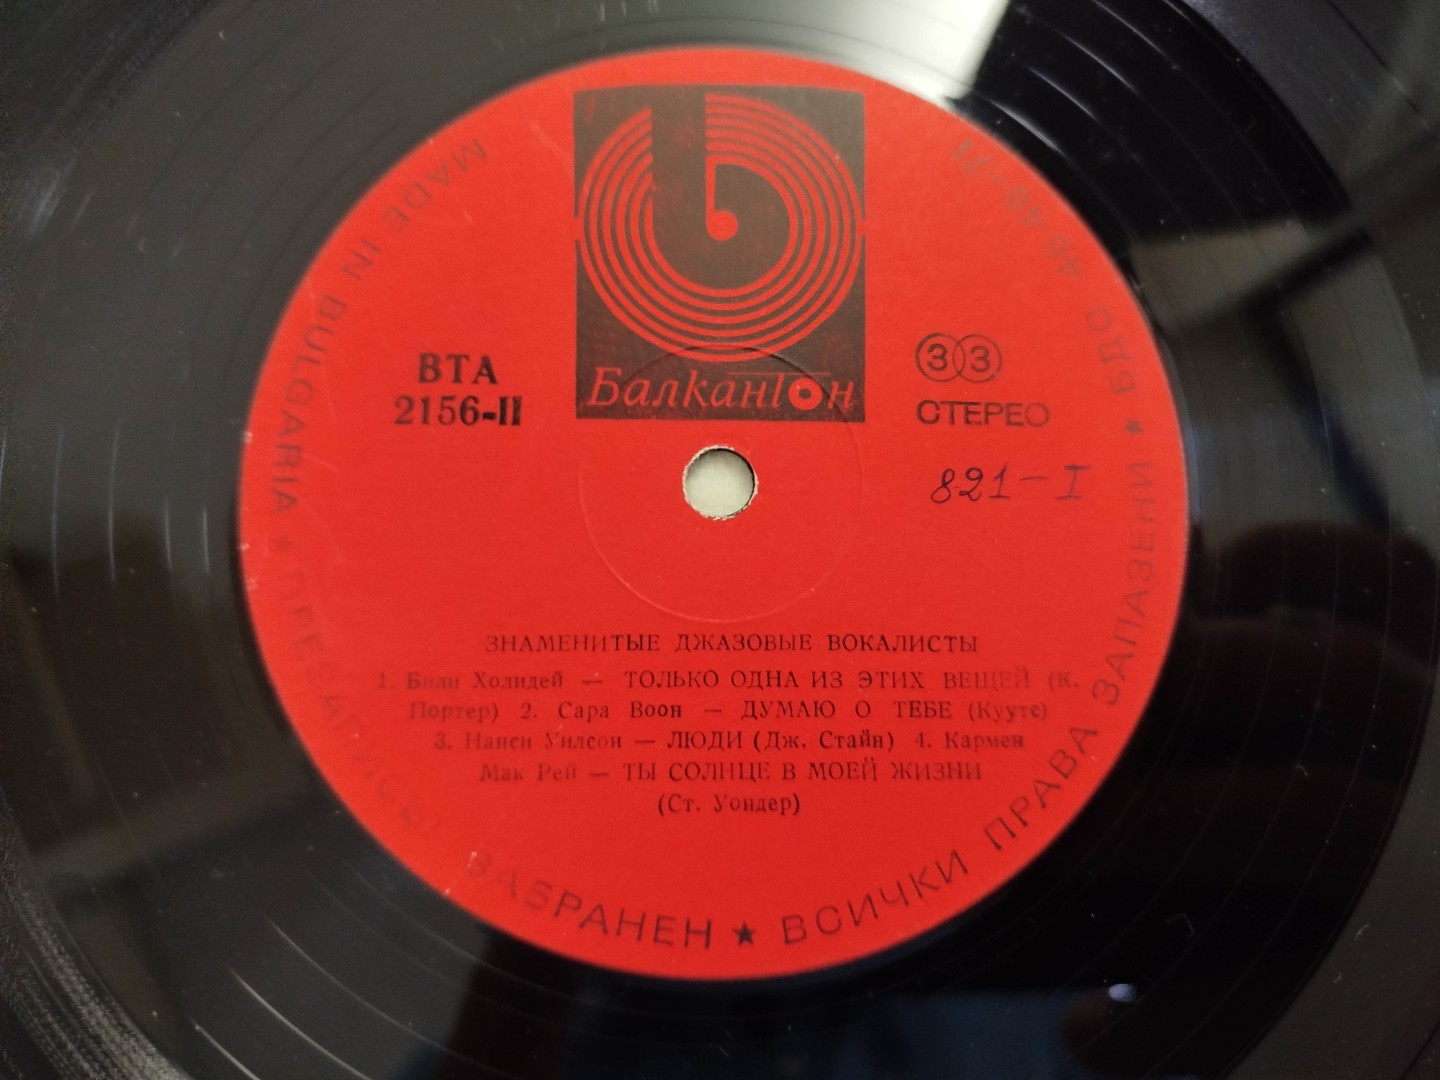 Балкантон
ВТА
2156-II
33
СТЕРЕО
821-I
ЗНАМЕНИТЫЕ ДЖАЗОВЫЕ ВОКАЛИСТЫ
1. Били Холидей — ТОЛЬКО ОДНА ИЗ ЭТИХ ВЕЩЕЙ (К.
Портер) 2. Сара Воон — ДУМАЮ О ТЕБЕ (Куутс)
3. Нанси Уилсон — ЛЮДИ (Дж. Стайн) 4. Кармен
Мак Рей — ТЫ СОЛНЦЕ В МОЕЙ ЖИЗНИ
(Ст. Уондер)
MADE IN BULGARIA ★ ПРЕЗАПИСЪТ ЗАБРАНЕН ★ ВСИЧКИ ПРАВА ЗАПАЗЕНИ ★ БДС